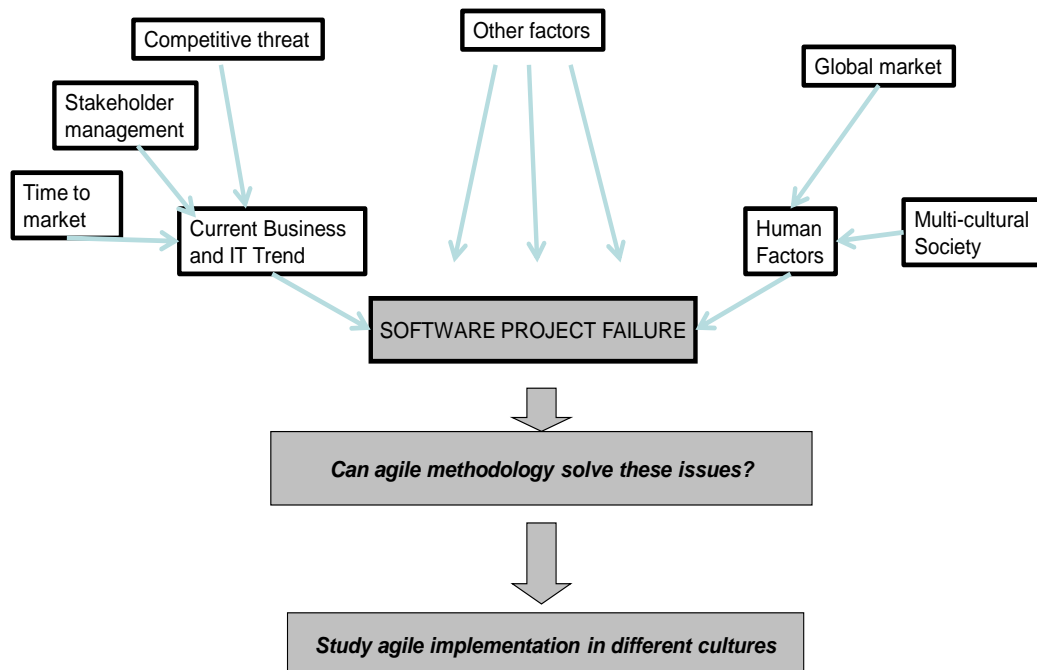 Competitive threat
Other factors
Global market
Stakeholder
management
Time to
market
Current Business
and IT Trend
Human
Factors
Multi-cultural
Society
SOFTWARE PROJECT FAILURE
Can agile methodology solve these issues?
Study agile implementation in different cultures